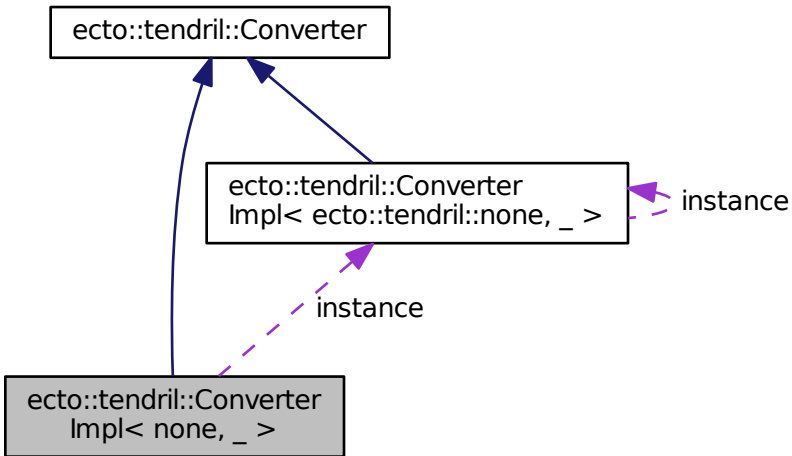 ecto::tendril::Converter
ecto::tendril::Converter
Impl< ecto::tendril::none, _ >
instance
instance
ecto::tendril::Converter
Impl< none, _ >